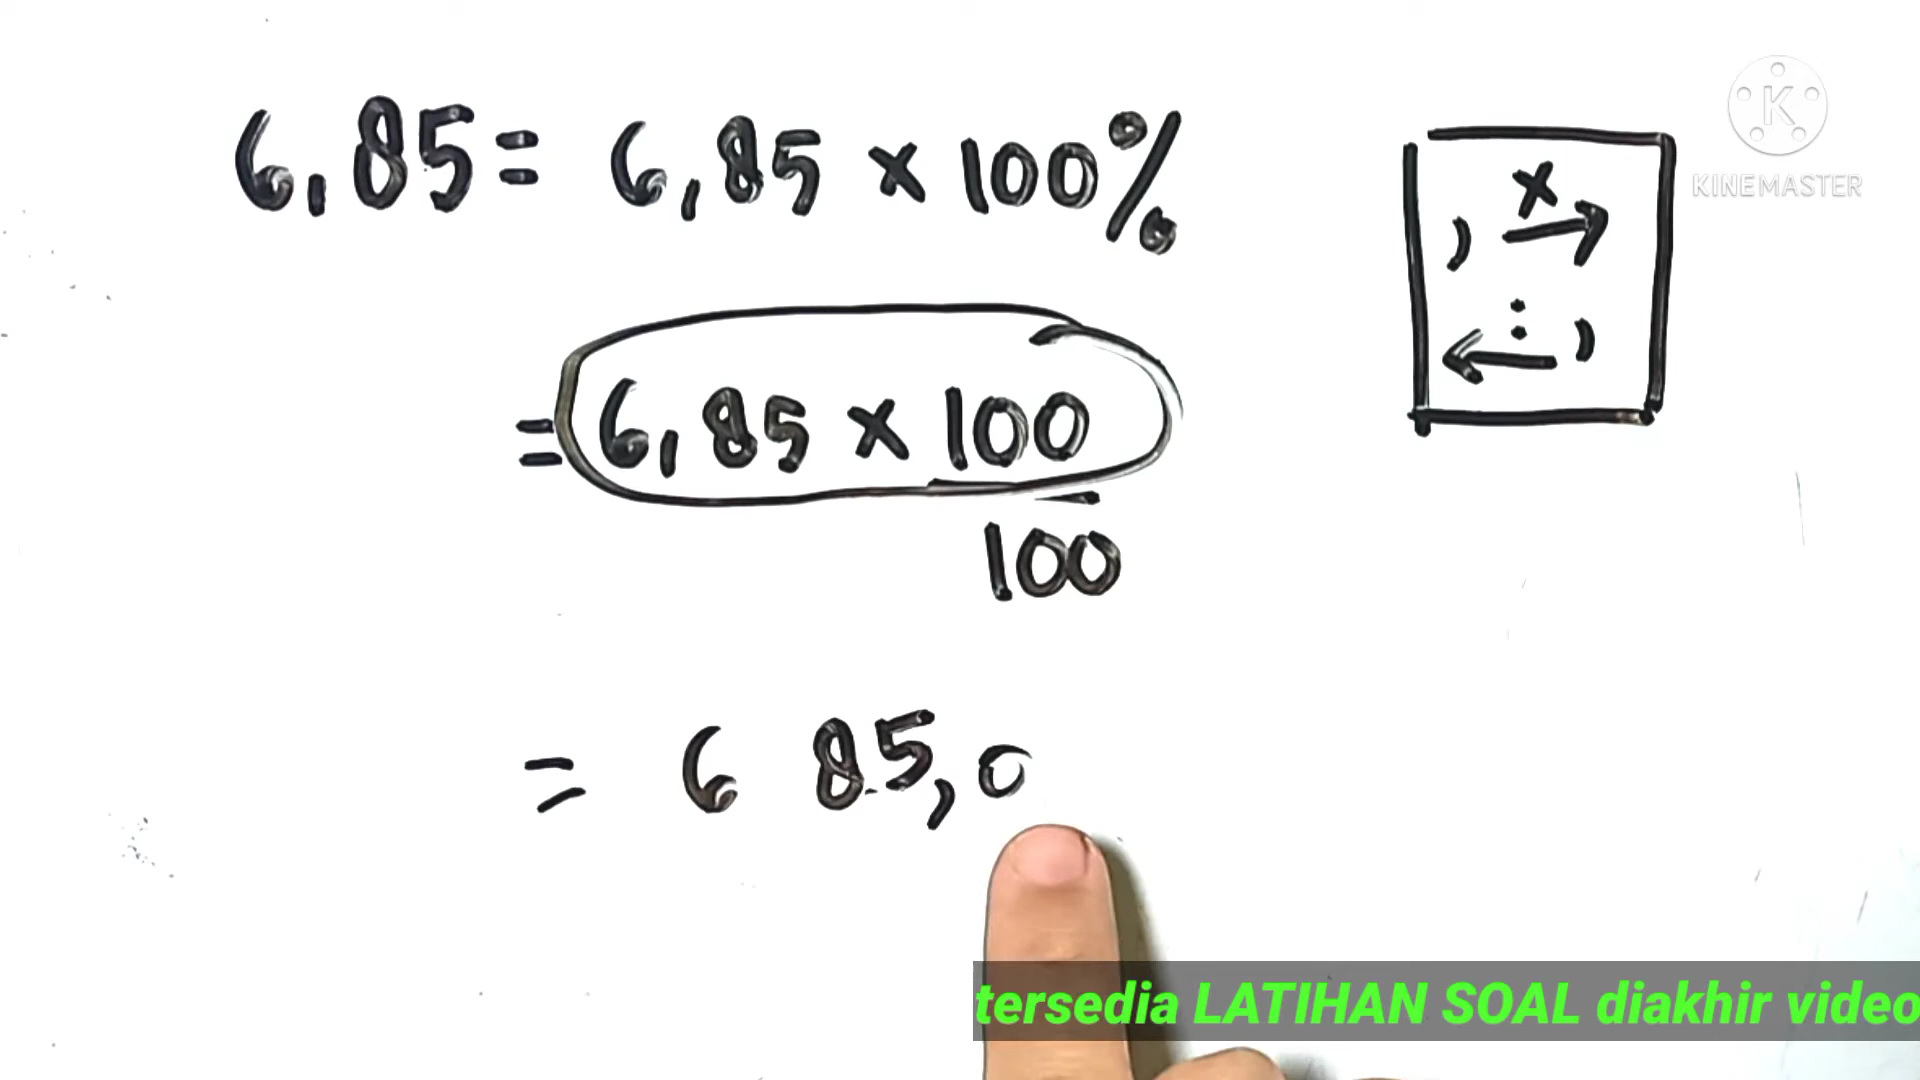 6,85 = 6,85 x 100%
= 6,85 x 100
100
= 6 85,0
, x →
: ← ,
K
KINEMASTER
tersedia LATIHAN SOAL diakhir video